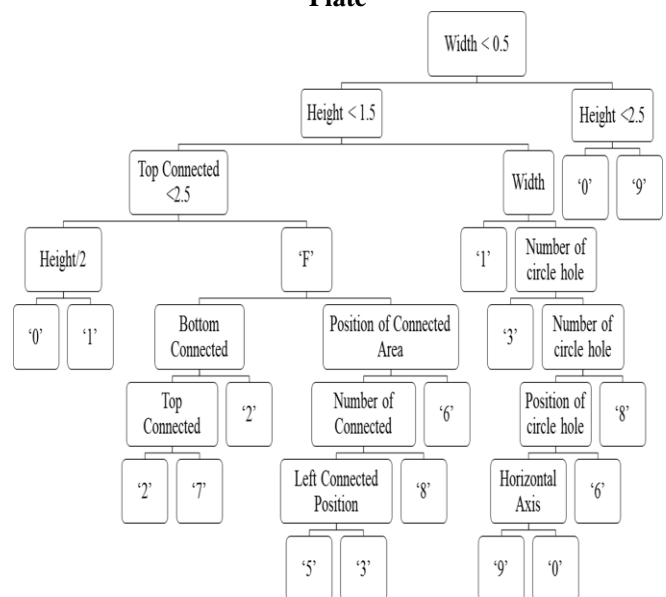 Plate
Width < 0.5
Height < 1.5
Height <2.5
Top Connected
<2.5
Width
‘0’
‘9’
Height/2
‘F’
‘1’
Number of
circle hole
‘0’
‘1’
Bottom
Connected
Position of Connected
Area
‘3’
Number of
circle hole
Top
Connected
‘2’
Number of
Connected
‘6’
Position of
circle hole
‘8’
‘2’
‘7’
Left Connected
Position
‘8’
Horizontal
Axis
‘6’
‘5’
‘3’
‘9’
‘0’